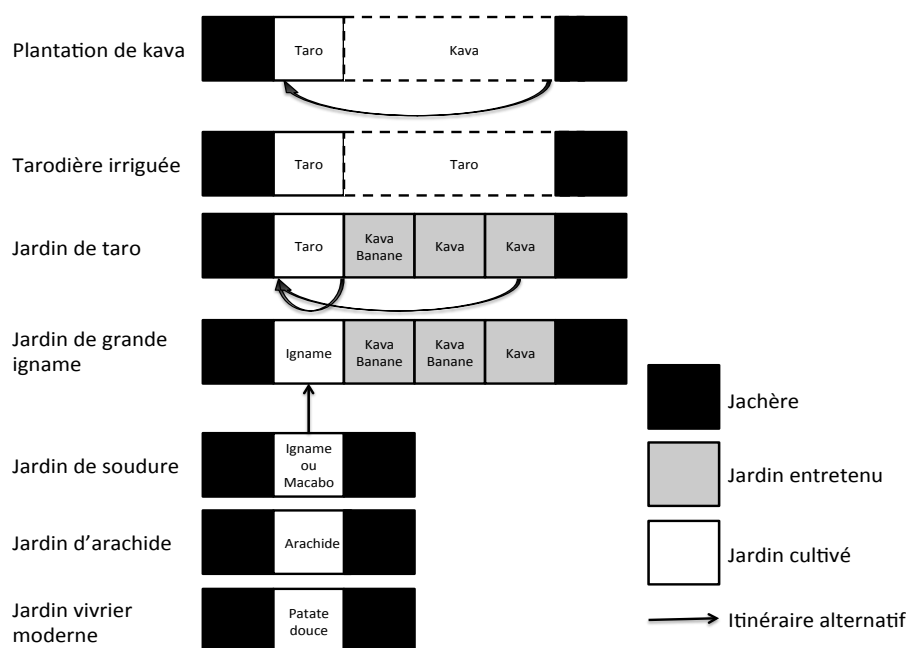 Plantation de kava
Taro
Kava
Tarodière irriguée
Taro
Taro
Jardin de taro
Taro
Kava
Banane
Kava
Kava
Jardin de grande
igname
Igname
Kava
Banane
Kava
Banane
Kava
Jardin de soudure
Igname
ou
Macabo
Jardin d'arachide
Arachide
Jardin vivrier
moderne
Patate
douce
Jachère
Jardin entretenu
Jardin cultivé
Itinéraire alternatif